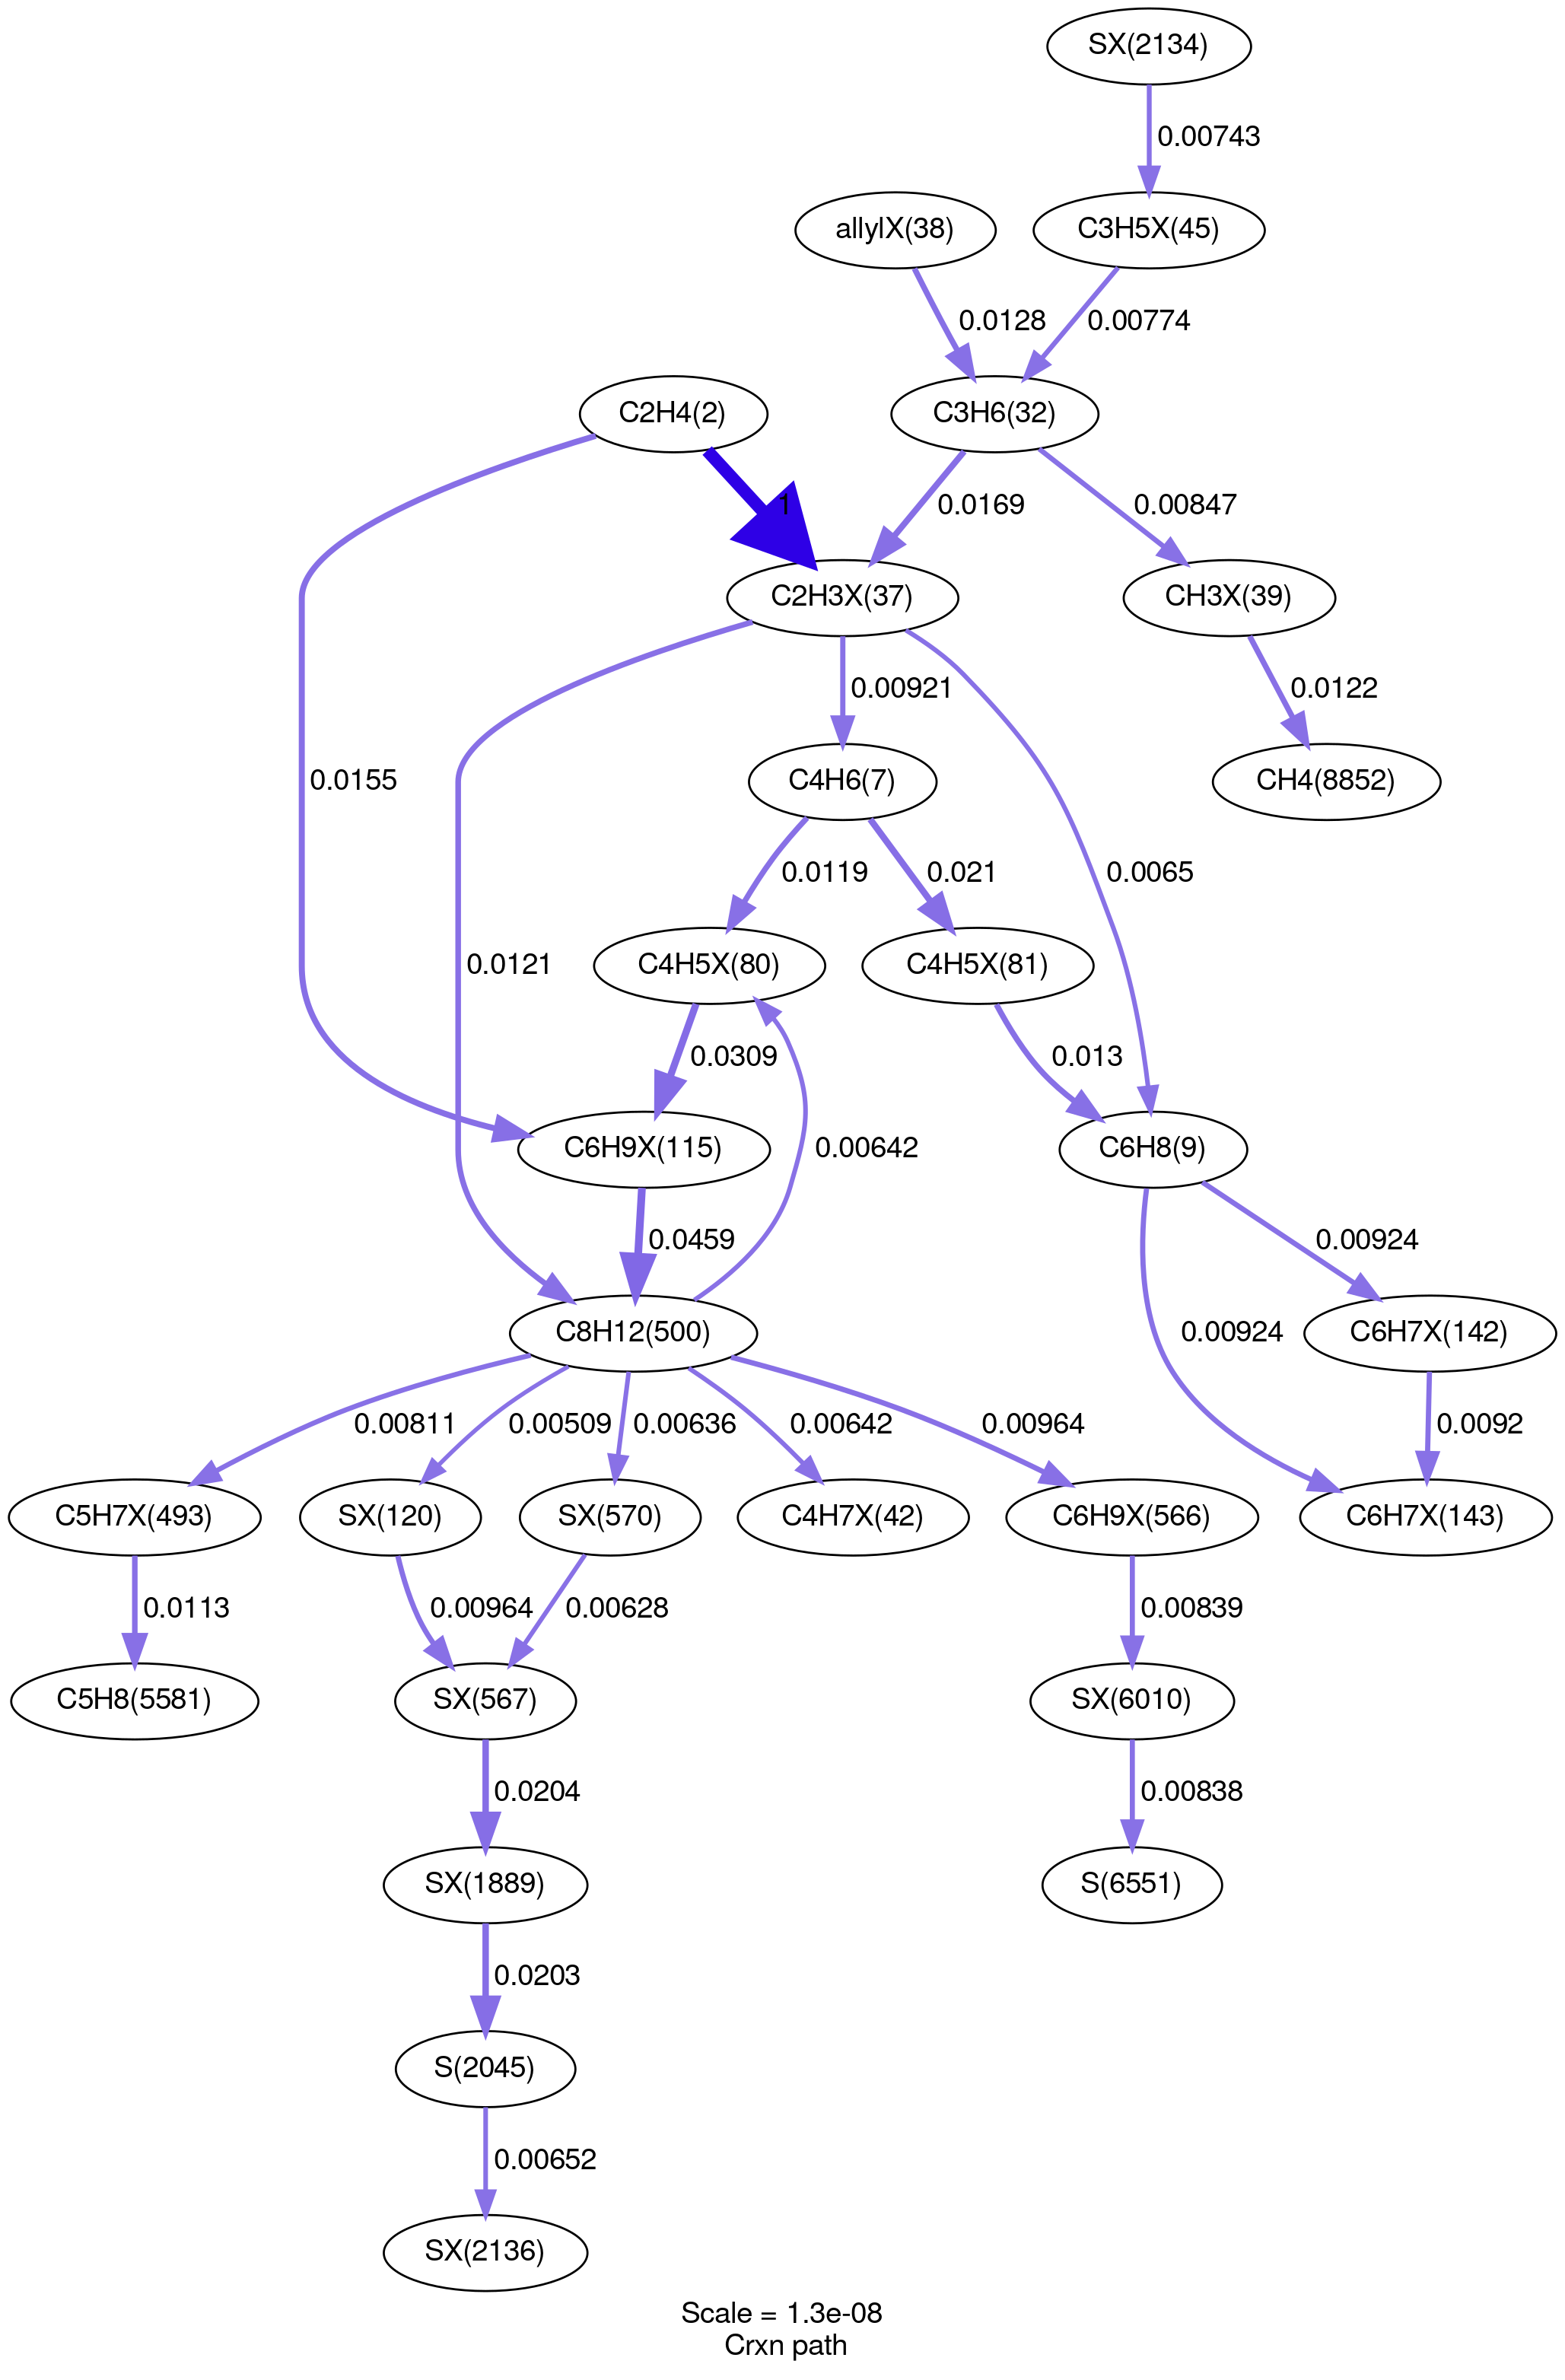 SX(2134)
0.00743
allylX(38)
C3H5X(45)
0.0128
0.00774
C2H4(2)
C3H6(32)
1
0.0169
0.00847
C2H3X(37)
CH3X(39)
0.00921
0.0122
0.0155
C4H6(7)
CH4(8852)
0.0119
0.021
0.0065
0.0121
C4H5X(80)
C4H5X(81)
0.0309
0.013
C6H9X(115)
0.00642
C6H8(9)
0.0459
0.00924
C8H12(500)
0.00924
C6H7X(142)
0.00811
0.00509
0.00636
0.00642
0.00964
0.0092
C5H7X(493)
SX(120)
SX(570)
C4H7X(42)
C6H9X(566)
C6H7X(143)
0.0113
0.00964
0.00628
0.00839
C5H8(5581)
SX(567)
SX(6010)
0.0204
0.00838
SX(1889)
S(6551)
0.0203
S(2045)
0.00652
SX(2136)
Scale = 1.3e-08
Crxn path